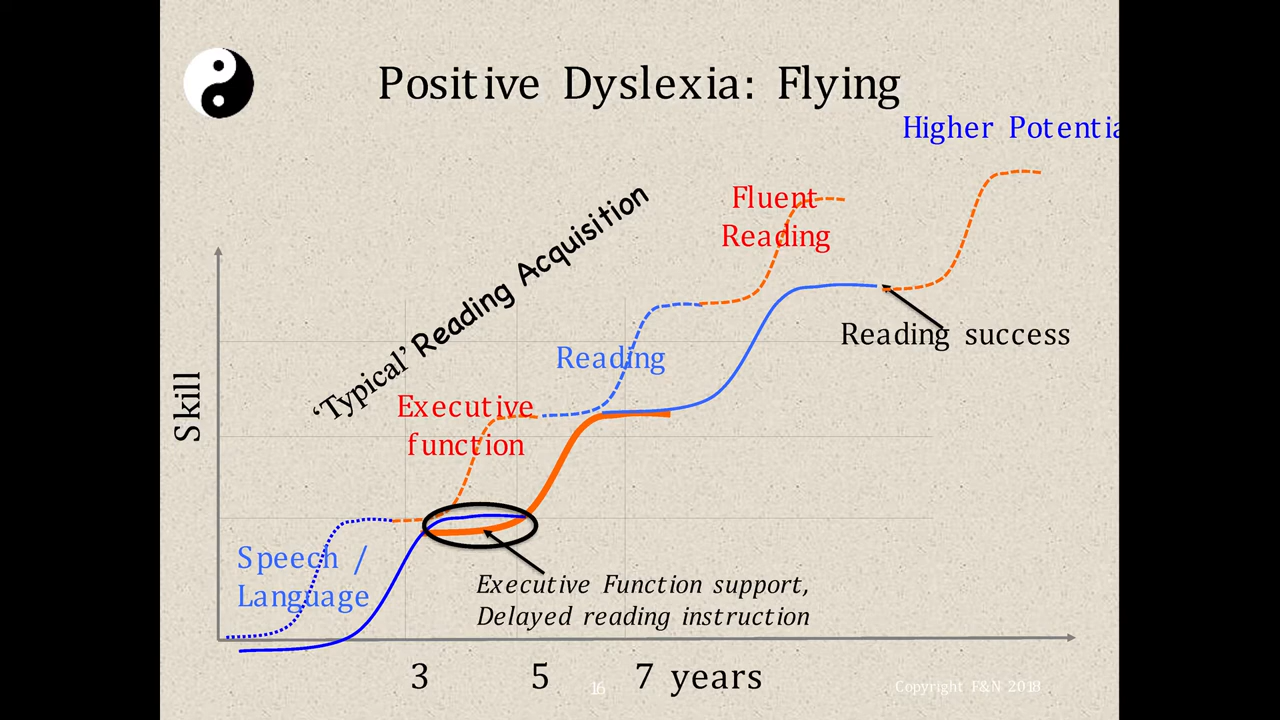 Positive Dyslexia: Flying
Higher Potentia
Fluent
Reading
'Typical' Reading Acquisition
Reading success
Reading
Executive
function
Skill
Speech /
Language
Executive Function support,
Delayed reading instruction
3 5 7 years
16
Copyright F&N 2018